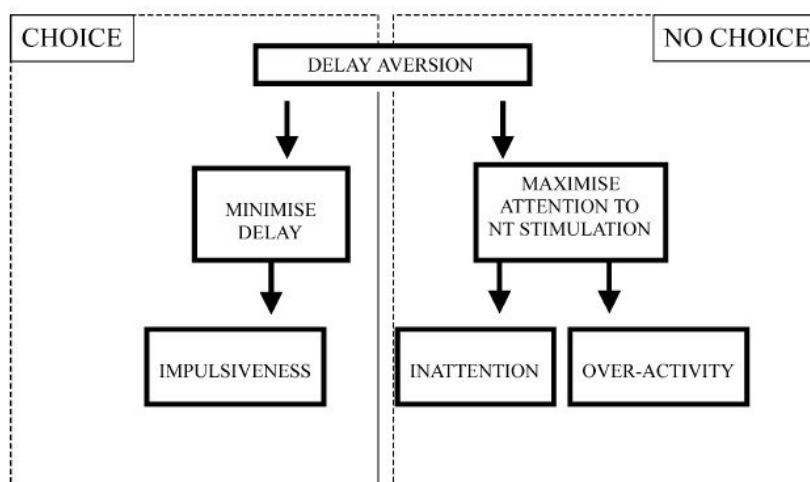 CHOICE
NO CHOICE
DELAY AVERSION
MINIMISE
DELAY
MAXIMISE
ATTENTION TO
NT STIMULATION
IMPULSIVENESS
INATTENTION
OVER-ACTIVITY